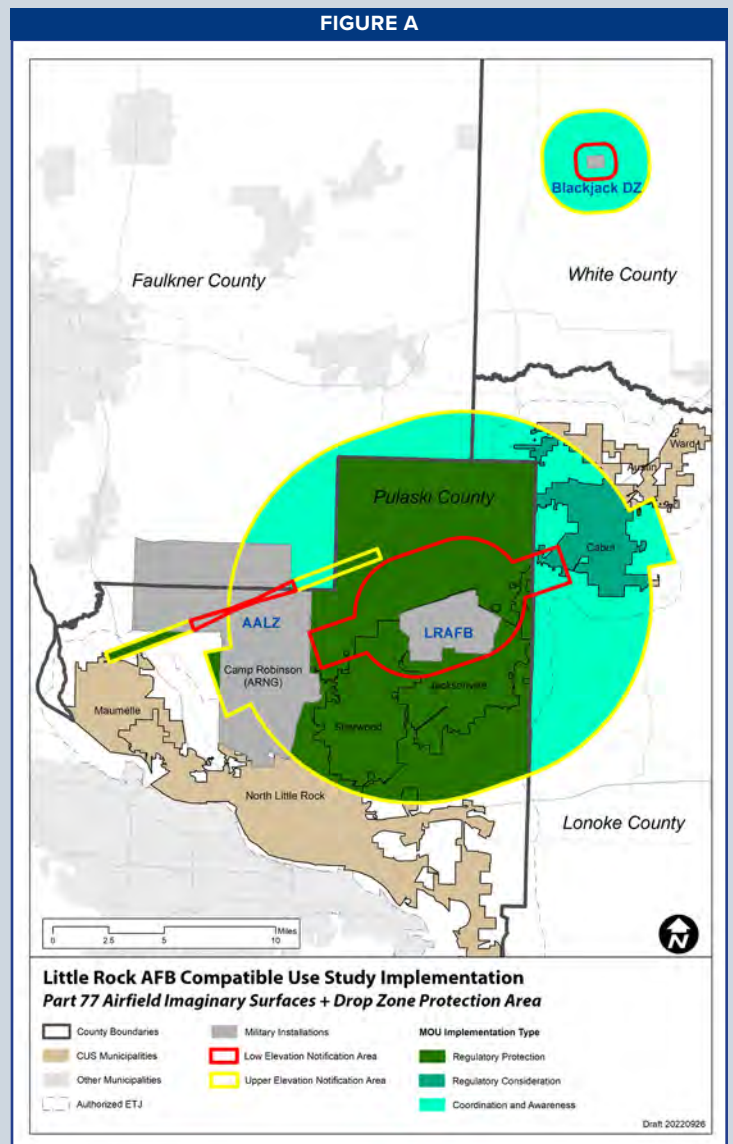 FIGURE A
Blackjack DZ
Faulkner County
White County
Ward
Austin
Pulaski County
Cabot
AALZ
LRAFB
Camp Robinson
(ARNG)
Jacksonville
Maumelle
Sherwood
North Little Rock
Lonoke County
Miles
0 2.5 5 10
N
Little Rock AFB Compatible Use Study Implementation
Part 77 Airfield Imaginary Surfaces + Drop Zone Protection Area
County Boundaries
CUS Municipalities
Other Municipalities
Authorized ETJ
Military Installations
Low Elevation Notification Area
Upper Elevation Notification Area
MOU Implementation Type
Regulatory Protection
Regulatory Consideration
Coordination and Awareness
Draft 20220926